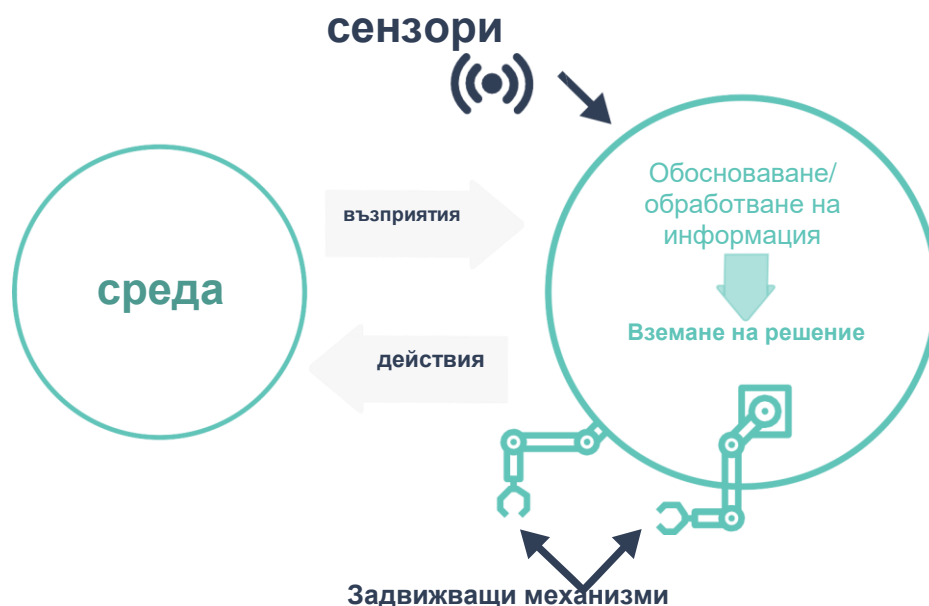 сензори
Обосноваване/
обработване на
информация
възприятия
среда
Вземане на решение
действия
Задвижващи механизми